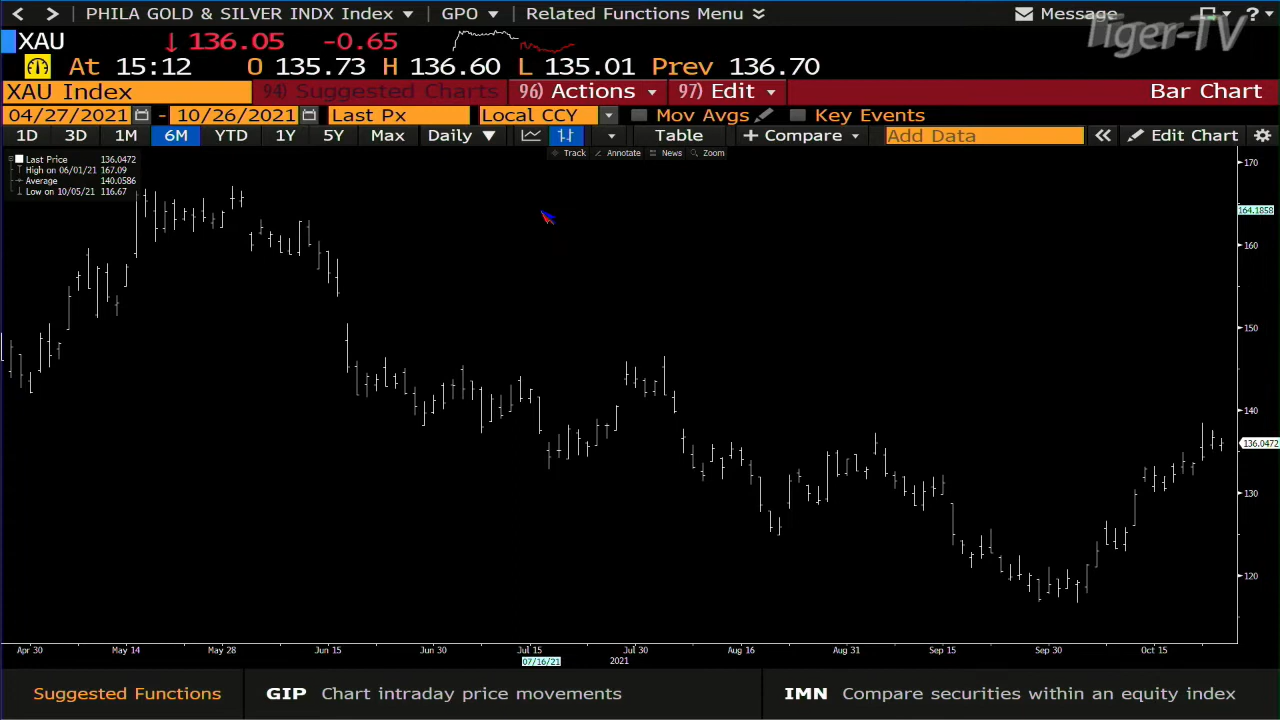 PHILA GOLD & SILVER INDX Index GPO Related Functions Menu Message ?
Tiger-TV
XAU 136.05 -0.65
At 15:12 O 135.73 H 136.60 L 135.01 Prev 136.70
XAU Index 94) Suggested Charts 96) Actions 97) Edit Bar Chart
04/27/2021 - 10/26/2021 Last Px Local CCY Mov Avgs Key Events
1D 3D 1M 6M YTD 1Y 5Y Max Daily Table + Compare Add Data Edit Chart
Track Annotate News Zoom
Last Price 136.0472
High on 06/01/21 167.09
Average 140.0586
Low on 10/05/21 116.67
170
164.1858
160
150
140
136.0472
130
120
Apr 30 May 14 May 28 Jun 15 Jun 30 Jul 15 Jul 30 Aug 16 Aug 31 Sep 15 Sep 30 Oct 15
07/16/21 2021
Suggested Functions GIP Chart intraday price movements IMN Compare securities within an equity index